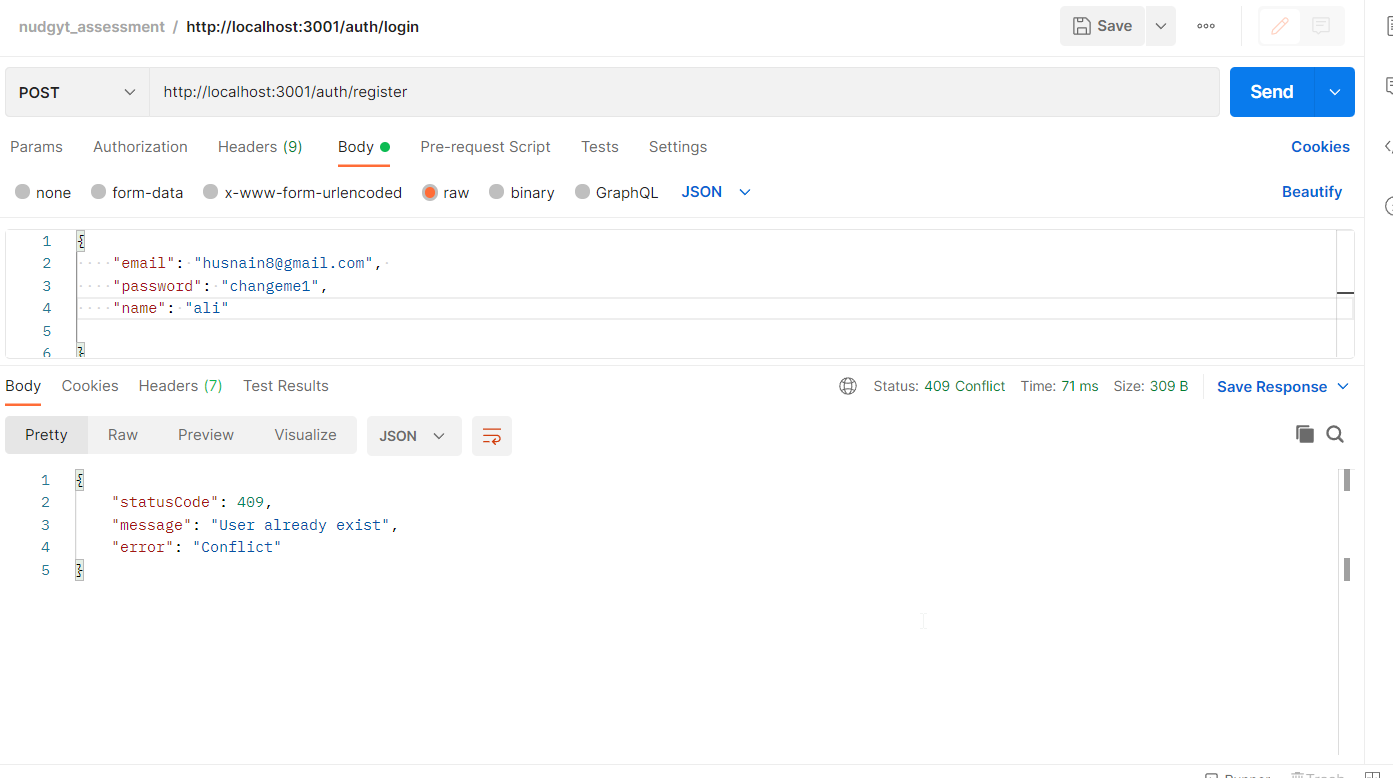 nudgyt_assessment / http://localhost:3001/auth/login Save
POST http://localhost:3001/auth/register Send
Params Authorization Headers (9) Body Pre-request Script Tests Settings Cookies
none form-data x-www-form-urlencoded raw binary GraphQL JSON Beautify
1 {
2 "email": "husnain8@gmail.com",
3 "password": "changeme1",
4 "name": "ali"
5
6 }
Body Cookies Headers (7) Test Results Status: 409 Conflict Time: 71 ms Size: 309 B Save Response
Pretty Raw Preview Visualize JSON
1 {
2 "statusCode": 409,
3 "message": "User already exist",
4 "error": "Conflict"
5 }
Runner Trash